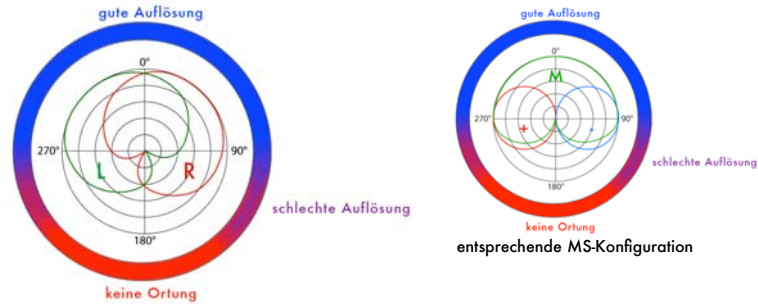 gute Auflösung
0°
270°
90°
L
R
180°
schlechte Auflösung
keine Ortung
gute Auflösung
0°
M
270°
90°
+
-
180°
schlechte Auflösung
keine Ortung
entsprechende MS-Konfiguration